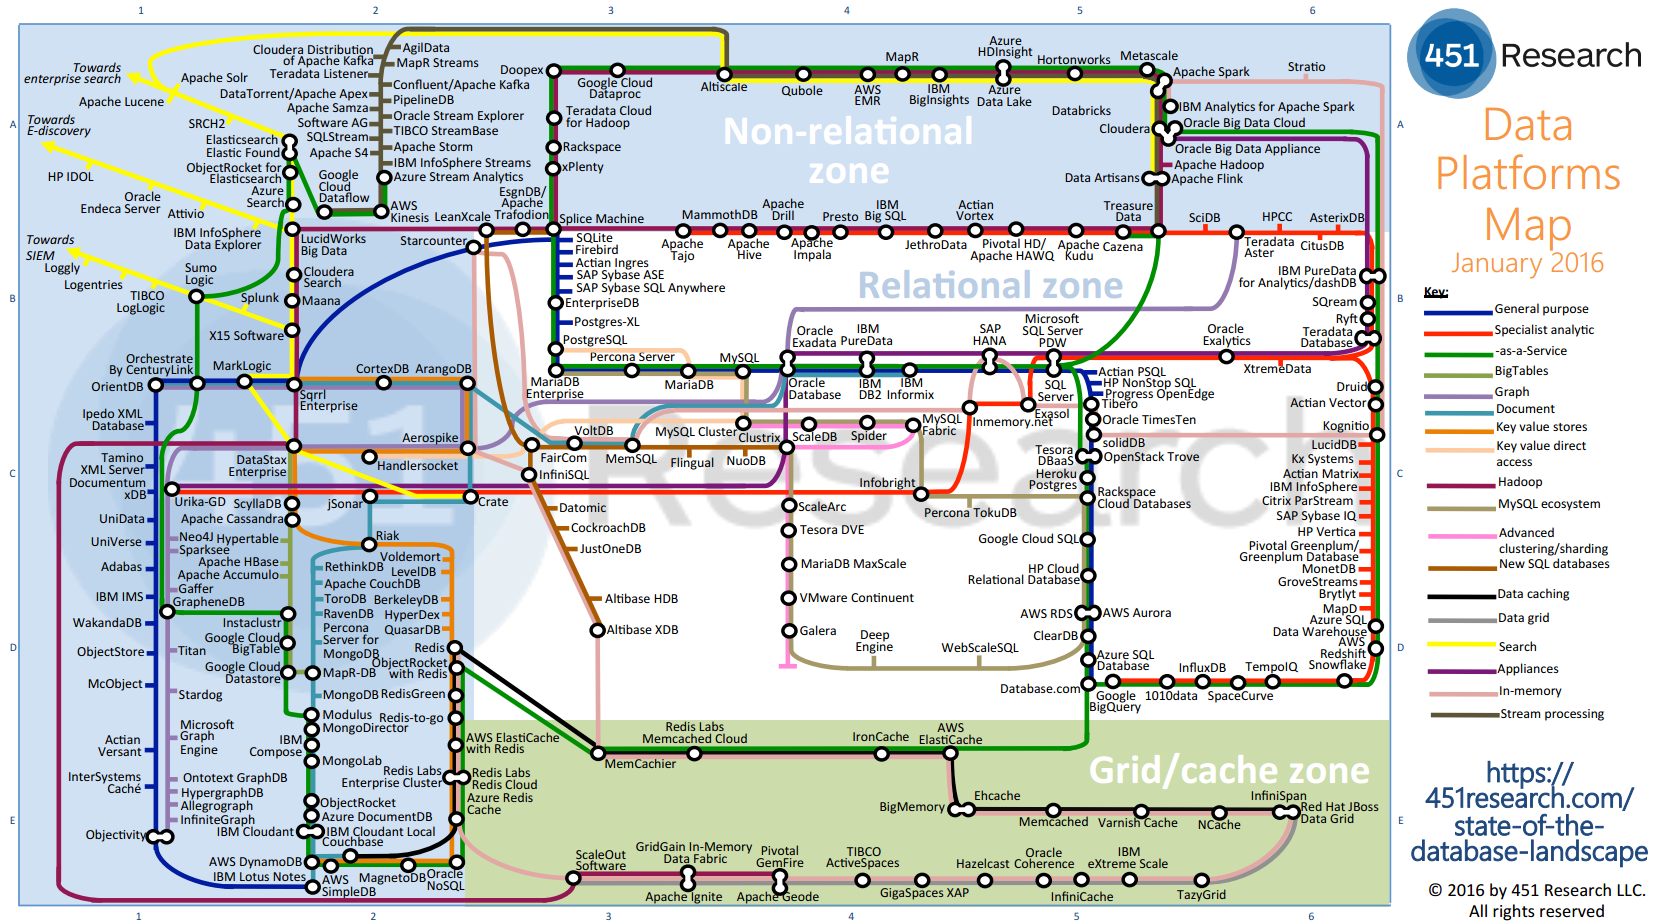 1
2
3
4
5
6
451 Research
Data
Platforms
Map
January 2016
Key:
General purpose
Specialist analytic
-as-a-Service
BigTables
Graph
Document
Key value stores
Key value direct
access
Hadoop
MySQL ecosystem
Advanced
clustering/sharding
New SQL databases
Data caching
Data grid
Search
Appliances
In-memory
Stream processing
https://
451research.com/
state-of-the-
database-landscape
© 2016 by 451 Research LLC.
All rights reserved
A
B
C
D
E
A
B
C
D
E
Non-relational
zone
Relational zone
Grid/cache zone
451 Research
Towards
enterprise search
Apache Solr
Apache Lucene
Towards
E-discovery
SRCH2
Elasticsearch
Elastic Found
ObjectRocket for
Elasticsearch
Azure
Search
HP IDOL
Oracle
Endeca Server
Attivio
IBM InfoSphere
Data Explorer
Towards
SIEM
Loggly
Logentries
Sumo
Logic
TIBCO
LogLogic
Splunk
X15 Software
LucidWorks
Big Data
Cloudera
Search
Maana
Cloudera Distribution
of Apache Kafka
Teradata Listener
DataTorrent/Apache Apex
Apache Samza
Software AG
SQLStream
Apache S4
AgilData
MapR Streams
Confluent/Apache Kafka
PipelineDB
Oracle Stream Explorer
TIBCO StreamBase
Apache Storm
IBM InfoSphere Streams
Azure Stream Analytics
Google
Cloud
Dataflow
AWS
Kinesis
Doopex
Google Cloud
Dataproc
Altiscale
Qubole
AWS
EMR
MapR
IBM
BigInsights
Azure
HDInsight
Azure
Data Lake
Hortonworks
Metascale
Apache Spark
Stratio
Teradata Cloud
for Hadoop
Rackspace
xPlenty
Databricks
IBM Analytics for Apache Spark
Cloudera
Oracle Big Data Cloud
Oracle Big Data Appliance
Apache Hadoop
Data Artisans
Apache Flink
LeanXcale
EsgnDB/
Apache
Trafodion
Splice Machine
Starcounter
MammothDB
Apache
Tajo
Apache
Hive
Apache
Drill
Apache
Impala
Presto
IBM
Big SQL
JethroData
Actian
Vortex
Pivotal HD/
Apache HAWQ
Apache
Kudu
Cazena
Treasure
Data
SciDB
Teradata
Aster
HPCC
CitusDB
AsterixDB
SQLite
Firebird
Actian Ingres
SAP Sybase ASE
SAP Sybase SQL Anywhere
EnterpriseDB
Postgres-XL
PostgreSQL
IBM PureData
for Analytics/dashDB
SQream
Ryft
Teradata
Database
Orchestrate
By CenturyLink
OrientDB
MarkLogic
Sqrrl
Enterprise
CortexDB
ArangoDB
MariaDB
Enterprise
Percona Server
MariaDB
MySQL
Oracle
Exadata
Oracle
Database
IBM
PureData
IBM
DB2
IBM
Informix
SAP
HANA
Microsoft
SQL Server
PDW
SQL
Server
Oracle
Exalytics
XtremeData
Actian PSQL
HP NonStop SQL
Progress OpenEdge
Tibero
Oracle TimesTen
solidDB
Druid
Actian Vector
Kognitio
Ipedo XML
Database
Tamino
XML Server
Documentum
xDB
UniData
UniVerse
Adabas
IBM IMS
WakandaDB
ObjectStore
McObject
Actian
Versant
InterSystems
Caché
Objectivity
Aerospike
DataStax
Enterprise
Handlersocket
VoltDB
FairCom
MemSQL
InfiniSQL
MySQL Cluster
Flingual
NuoDB
Clustrix
ScaleDB
Spider
MySQL
Fabric
Inmemory.net
Exasol
Tesora
DBaaS
OpenStack Trove
Heroku
Postgres
Infobright
Percona TokuDB
Rackspace
Cloud Databases
Google Cloud SQL
HP Cloud
Relational Database
AWS RDS
AWS Aurora
ClearDB
Azure SQL
Database
Database.com
LucidDB
Kx Systems
Actian Matrix
IBM InfoSphere
Citrix ParStream
SAP Sybase IQ
HP Vertica
Pivotal Greenplum/
Greenplum Database
MonetDB
GroveStreams
Brytlyt
MapD
Azure SQL
Data Warehouse
AWS
Redshift
Snowflake
Google
BigQuery
1010data
InfluxDB
SpaceCurve
TempoIQ
Urika-GD
ScyllaDB
Apache Cassandra
jSonar
Crate
Neo4J
Hypertable
Sparksee
Apache HBase
Apache Accumulo
Gaffer
GrapheneDB
Instaclustr
Google Cloud
BigTable
Titan
Google Cloud
Datastore
Stardog
Microsoft
Graph
Engine
Ontotext GraphDB
HypergraphDB
Allegrograph
InfiniteGraph
Riak
Voldemort
LevelDB
RethinkDB
Apache CouchDB
ToroDB
BerkeleyDB
RavenDB
HyperDex
Percona
Server for
MongoDB
QuasarDB
Redis
ObjectRocket
with Redis
MapR-DB
MongoDB
RedisGreen
Modulus
Redis-to-go
MongoDirector
IBM
Compose
AWS ElastiCache
with Redis
MongoLab
Redis Labs
Enterprise Cluster
Redis Labs
Redis Cloud
Azure Redis
Cache
ObjectRocket
Azure DocumentDB
IBM Cloudant
IBM Cloudant Local
Couchbase
AWS DynamoDB
IBM Lotus Notes
AWS
SimpleDB
MagnetoDB
Oracle
NoSQL
Datomic
CockroachDB
JustOneDB
Altibase HDB
Altibase XDB
ScaleArc
Tesora DVE
MariaDB MaxScale
VMware Continuent
Galera
Deep
Engine
WebScaleSQL
MemCachier
Redis Labs
Memcached Cloud
IronCache
AWS
ElastiCache
BigMemory
Ehcache
Memcached
Varnish Cache
NCache
InfiniSpan
Red Hat JBoss
Data Grid
ScaleOut
Software
GridGain In-Memory
Data Fabric
Apache Ignite
Pivotal
GemFire
Apache Geode
TIBCO
ActiveSpaces
GigaSpaces XAP
Hazelcast
Oracle
Coherence
InfiniCache
IBM
eXtreme Scale
TazyGrid
1
2
3
4
5
6